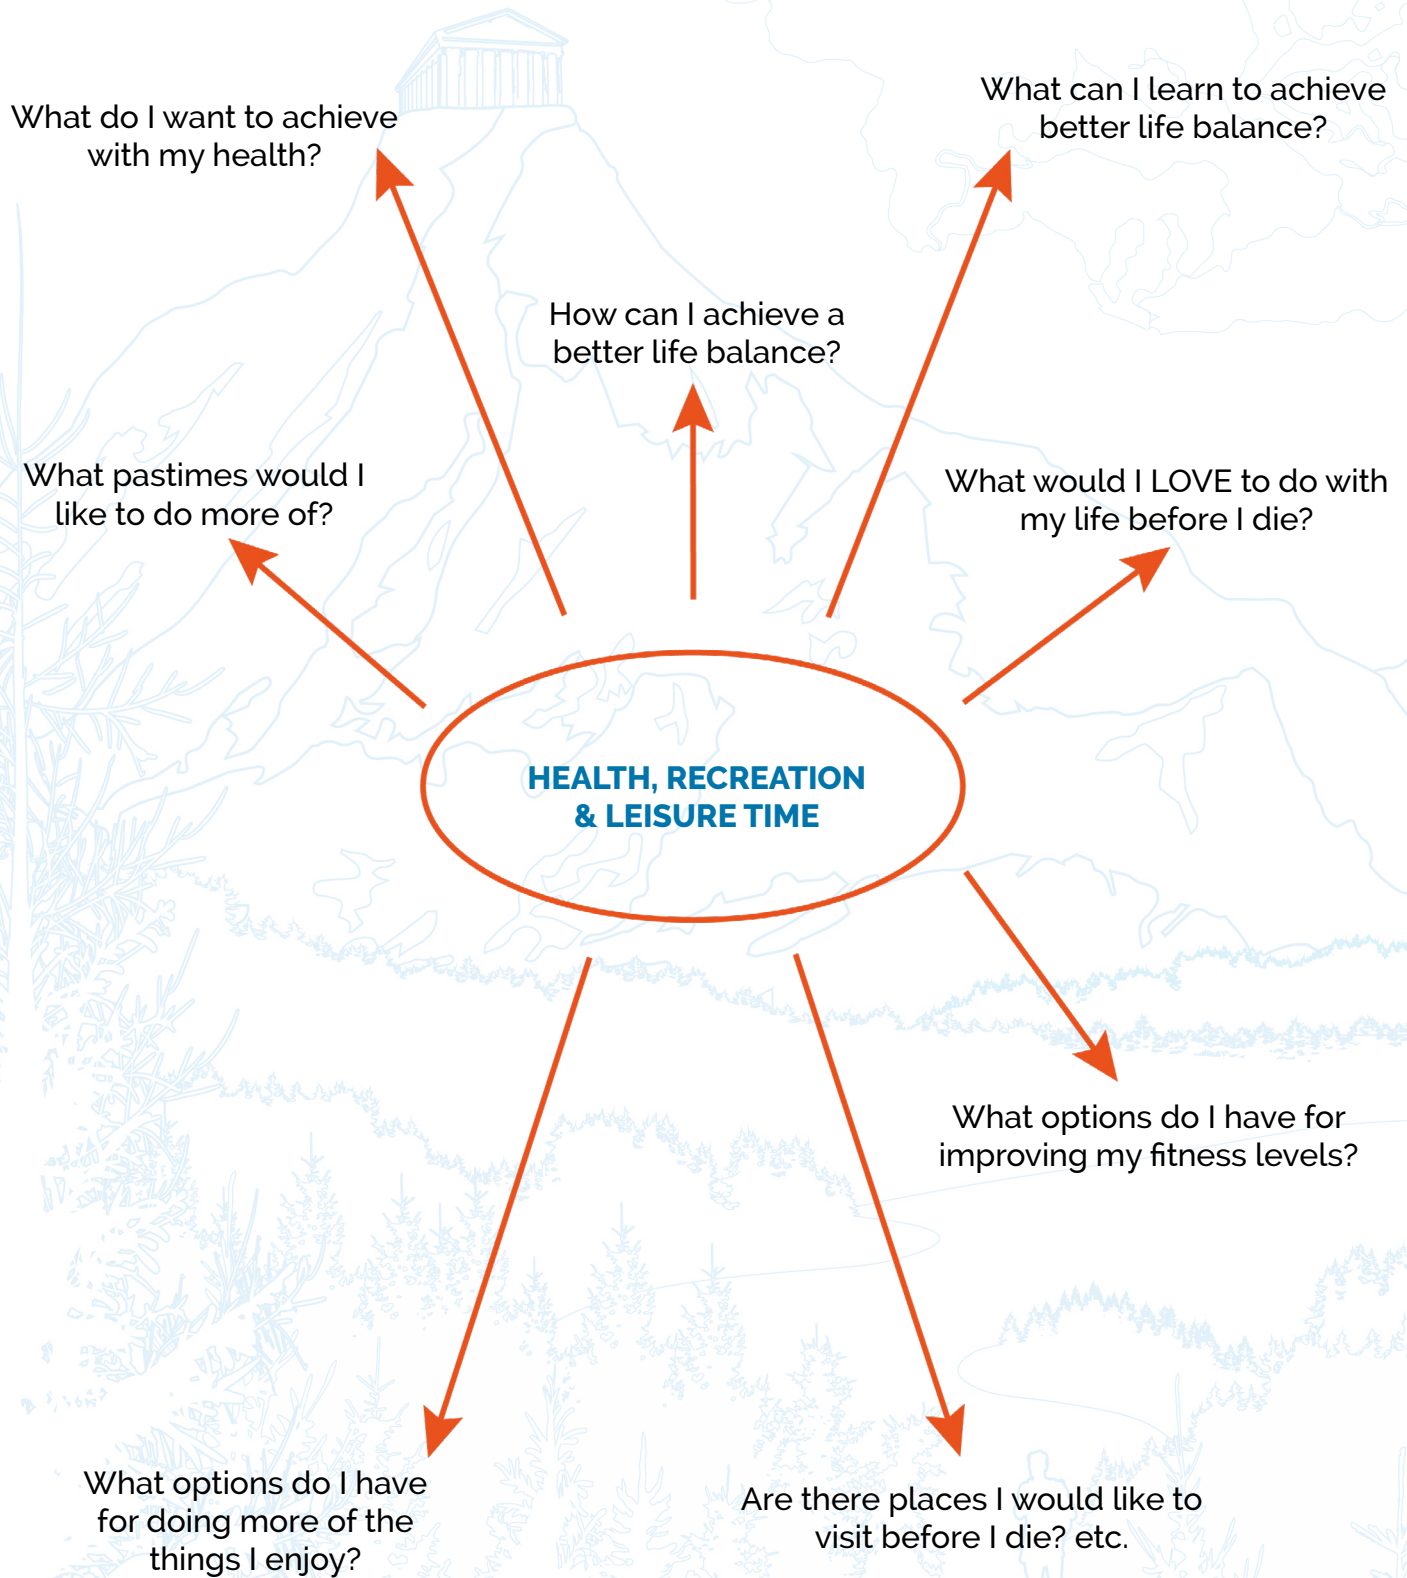 What do I want to achieve
with my health?
What can I learn to achieve
better life balance?
How can I achieve a
better life balance?
What pastimes would I
like to do more of?
What would I LOVE to do with
my life before I die?
HEALTH, RECREATION
& LEISURE TIME
What options do I have for
improving my fitness levels?
What options do I have
for doing more of the
things I enjoy?
Are there places I would like to
visit before I die? etc.